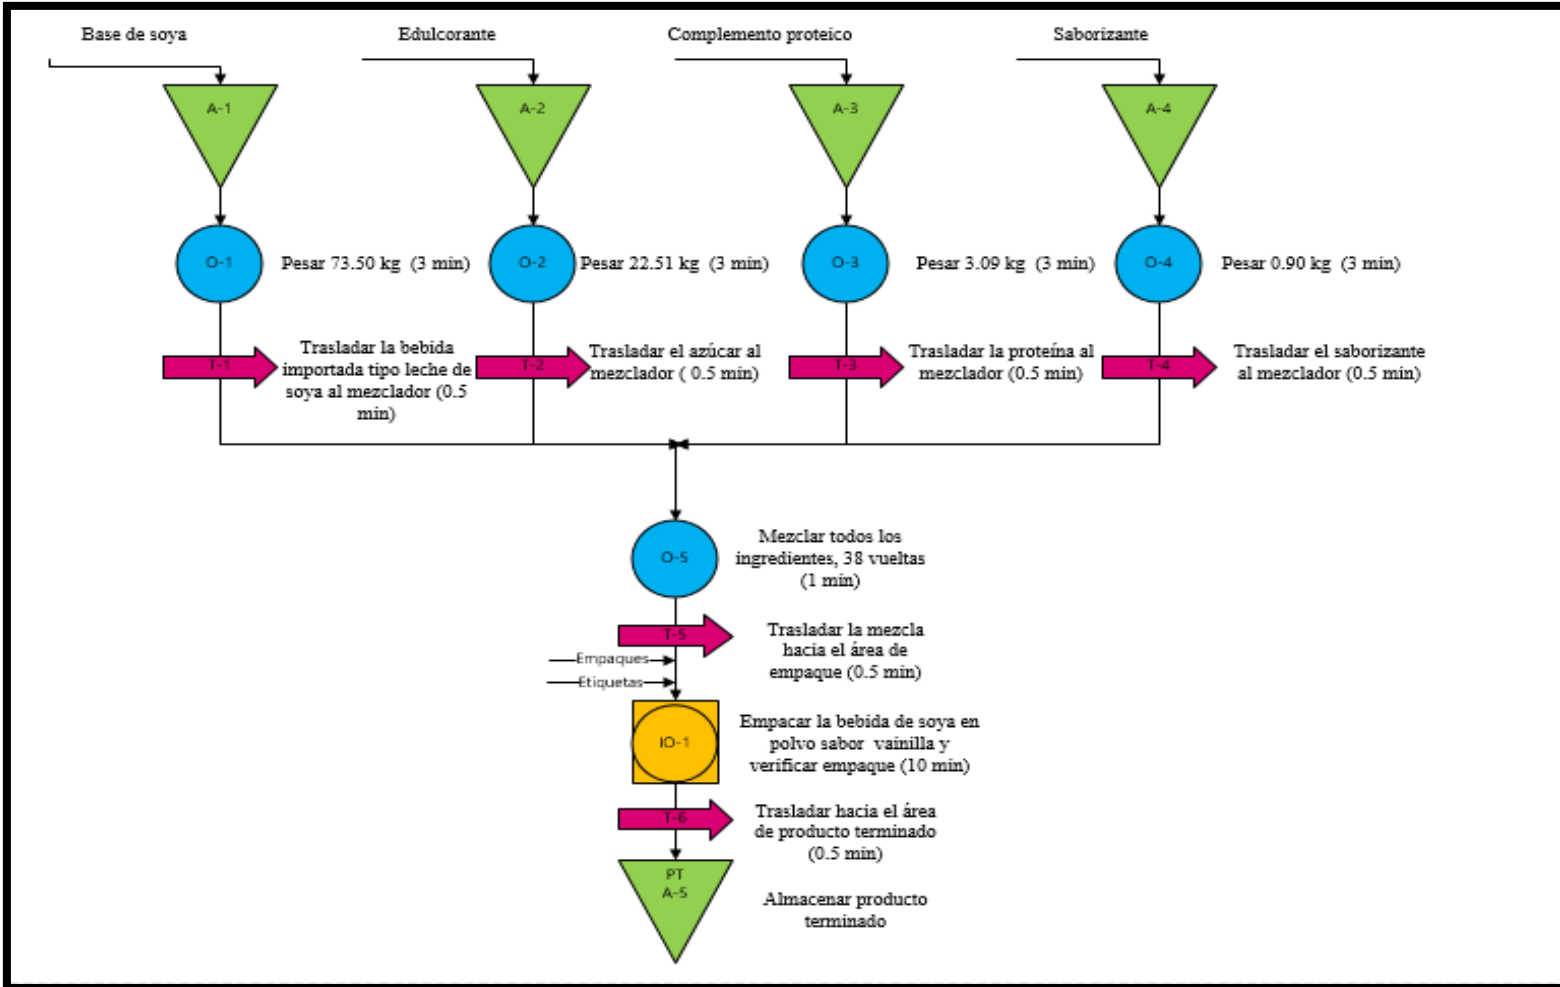 Base de soya
Edulcorante
Complemento proteico
Saborizante
A-1
A-2
A-3
A-4
O-1
Pesar 73.50 kg (3 min)
O-2
Pesar 22.51 kg (3 min)
O-3
Pesar 3.09 kg (3 min)
O-4
Pesar 0.90 kg (3 min)
T-1
Trasladar la bebida
importada tipo leche de
soya al mezclador (0.5
min)
T-2
Trasladar el azúcar al
mezclador ( 0.5 min)
T-3
Trasladar la proteína al
mezclador (0.5 min)
T-4
Trasladar el saborizante
al mezclador (0.5 min)
O-5
Mezclar todos los
ingredientes, 38 vueltas
(1 min)
T-5
Trasladar la mezcla
hacia el área de
empaque (0.5 min)
Empaques
Etiquetas
IO-1
Empacar la bebida de soya en
polvo sabor vainilla y
verificar empaque (10 min)
T-6
Trasladar hacia el área
de producto terminado
(0.5 min)
PT
A-5
Almacenar producto
terminado